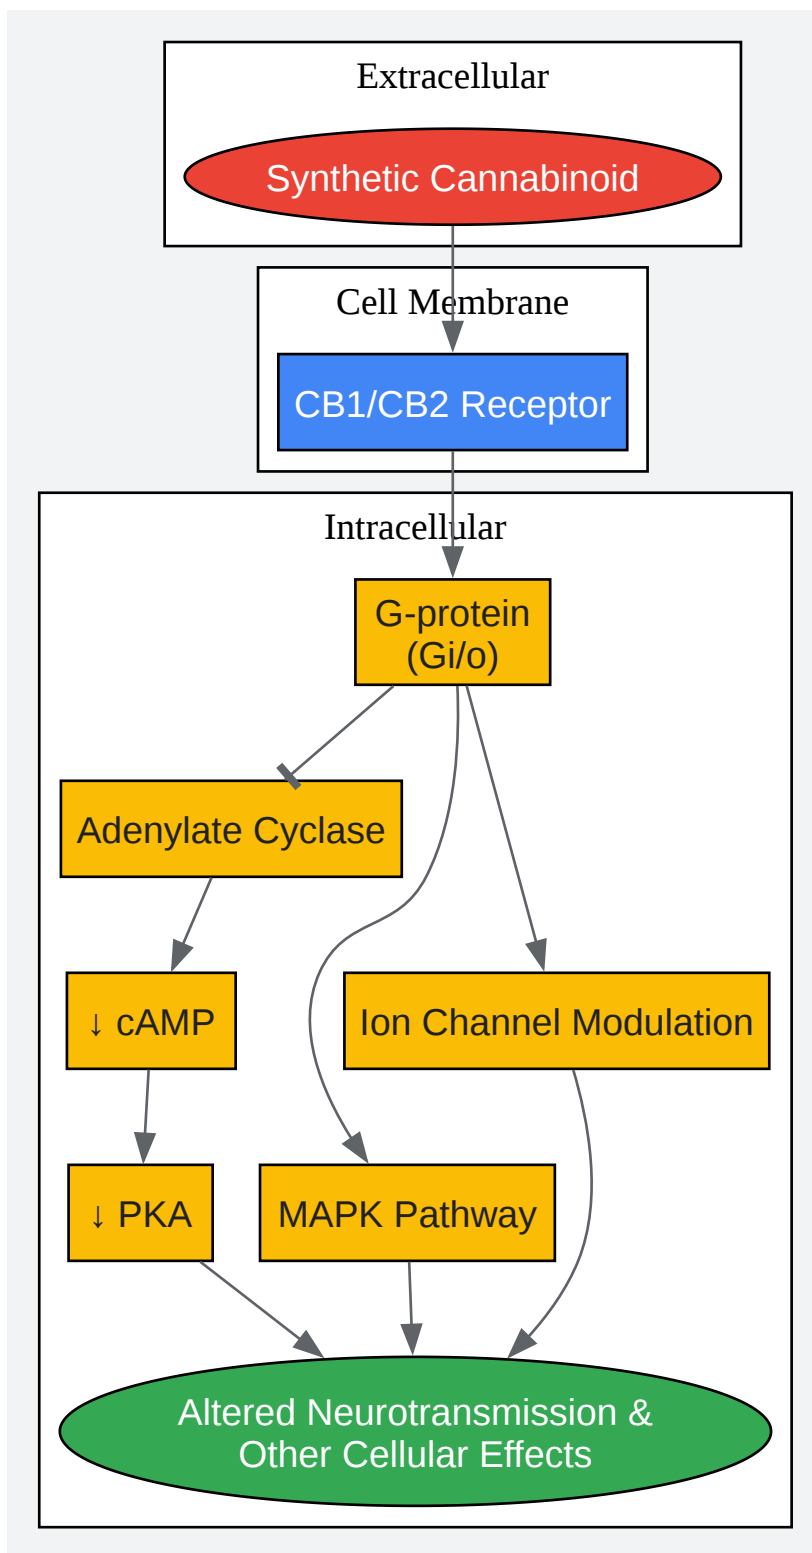 Extracellular
Synthetic Cannabinoid
Cell Membrane
CB1/CB2 Receptor
Intracellular
G-protein
(Gi/o)
Adenylate Cyclase
↓ cAMP
Ion Channel Modulation
↓ PKA
MAPK Pathway
Altered Neurotransmission &
Other Cellular Effects